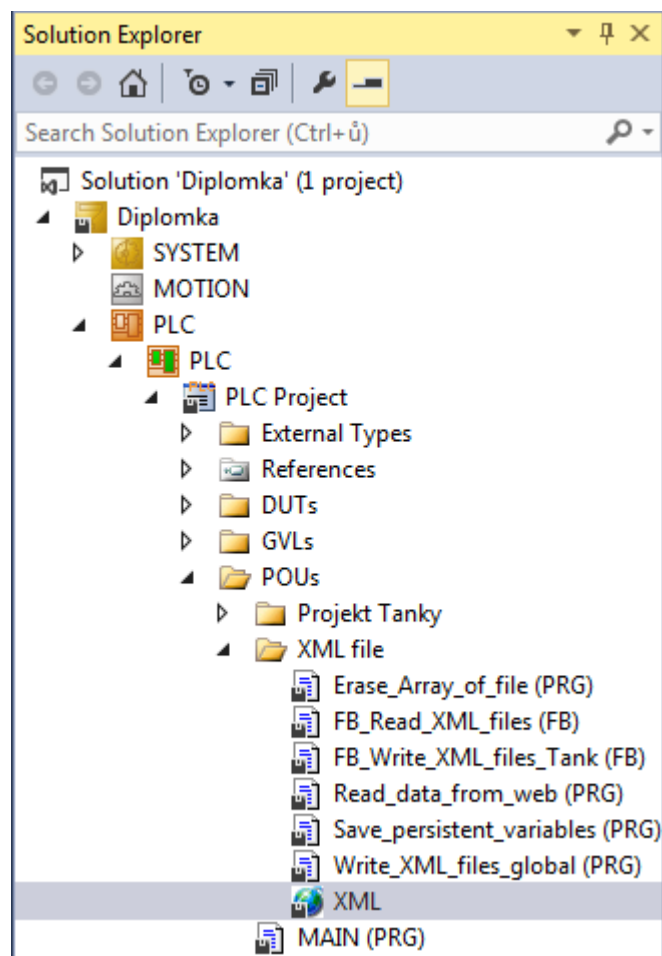 Solution Explorer
Search Solution Explorer (Ctrl+ů)
Solution 'Diplomka' (1 project)
Diplomka
SYSTEM
MOTION
PLC
PLC
PLC Project
External Types
References
DUTs
GVLs
POUs
Projekt Tanky
XML file
Erase_Array_of_file (PRG)
FB_Read_XML_files (FB)
FB_Write_XML_files_Tank (FB)
Read_data_from_web (PRG)
Save_persistent_variables (PRG)
Write_XML_files_global (PRG)
XML
MAIN (PRG)